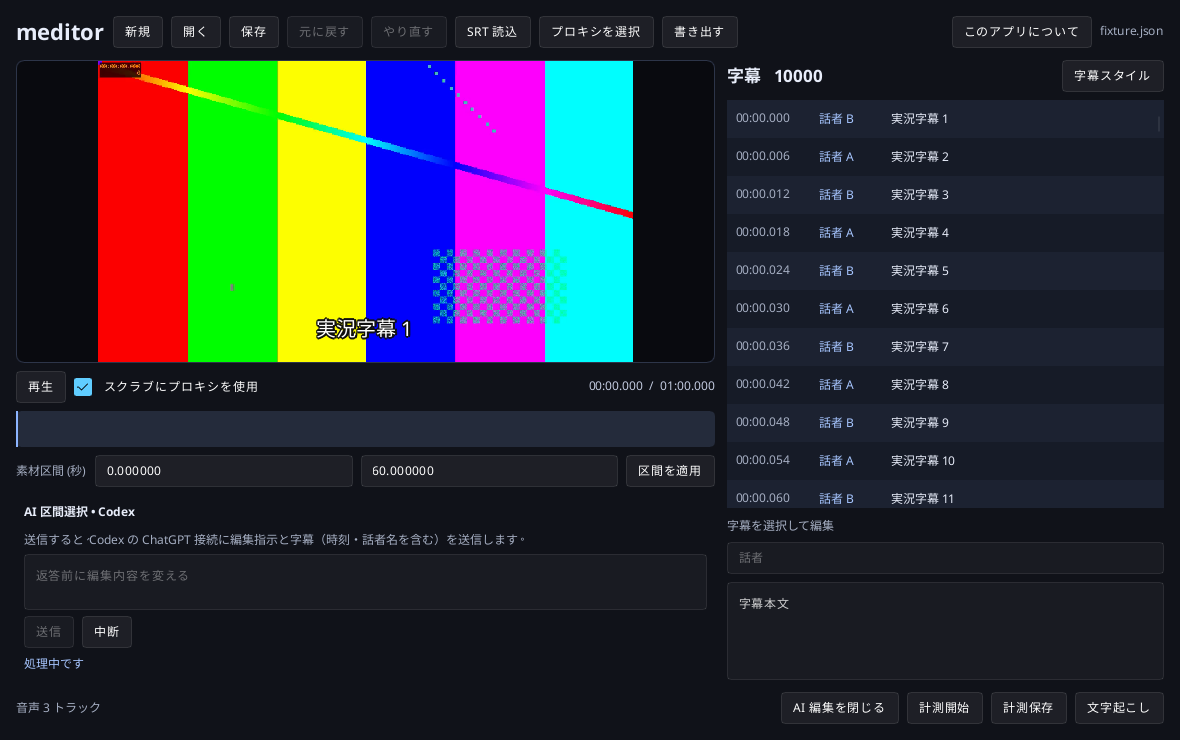 meditor 新規 開く 保存 元に戻す やり直す SRT 読込 プロキシを選択 書き出す このアプリについて fixture.json
実況字幕 1
再生 スクラブにプロキシを使用 00:00.000 / 01:00.000
素材区間 (秒) 0.000000 60.000000 区間を適用
AI 区間選択 • Codex
送信すると、Codex の ChatGPT 接続に編集指示と字幕（時刻・話者名を含む）を送信します。
返答前に編集内容を変える
送信 中断
処理中です
音声 3 トラック
字幕 10000 字幕スタイル
00:00.000 話者 B 実況字幕 1
00:00.006 話者 A 実況字幕 2
00:00.012 話者 B 実況字幕 3
00:00.018 話者 A 実況字幕 4
00:00.024 話者 B 実況字幕 5
00:00.030 話者 A 実況字幕 6
00:00.036 話者 B 実況字幕 7
00:00.042 話者 A 実況字幕 8
00:00.048 話者 B 実況字幕 9
00:00.054 話者 A 実況字幕 10
00:00.060 話者 B 実況字幕 11
字幕を選択して編集
話者
字幕本文
AI 編集を閉じる 計測開始 計測保存 文字起こし